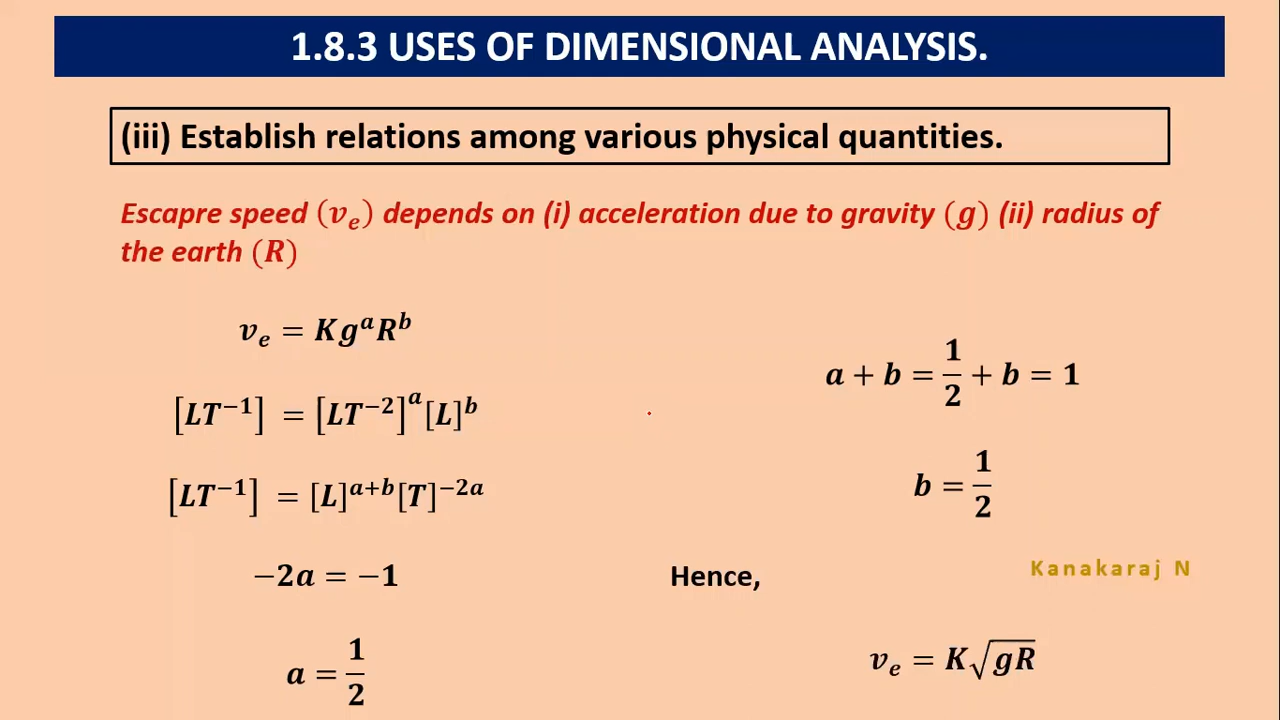 1.8.3 USES OF DIMENSIONAL ANALYSIS.
(iii) Establish relations among various physical quantities.
Escapre speed (vₑ) depends on (i) acceleration due to gravity (g) (ii) radius of
the earth (R)
vₑ = KgᵃRᵇ
[LT⁻¹] = [LT⁻²]ᵃ[L]ᵇ
[LT⁻¹] = [L]ᵃ⁺ᵇ[T]⁻²ᵃ
−2a = −1
a = 1/2
a + b = 1/2 + b = 1
b = 1/2
Hence,
Kanakaraj N
vₑ = K√gR